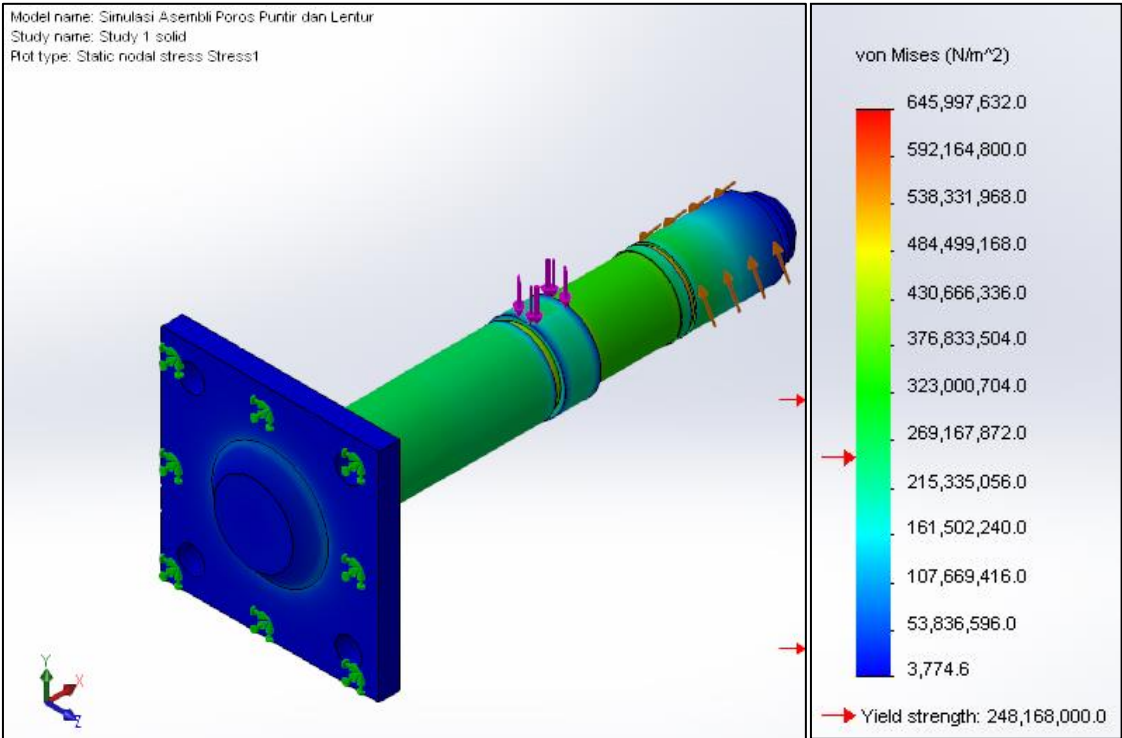 Model name: Simulasi Asembli Poros Puntir dan Lentur
Study name: Study 1 solid
Plot type: Static nodal stress Stress1
von Mises (N/m^2)
645,997,632.0
592,164,800.0
538,331,968.0
484,499,168.0
430,666,336.0
376,833,504.0
323,000,704.0
269,167,872.0
215,335,056.0
161,502,240.0
107,669,416.0
53,836,596.0
3,774.6
Yield strength: 248,168,000.0
Y
X
Z